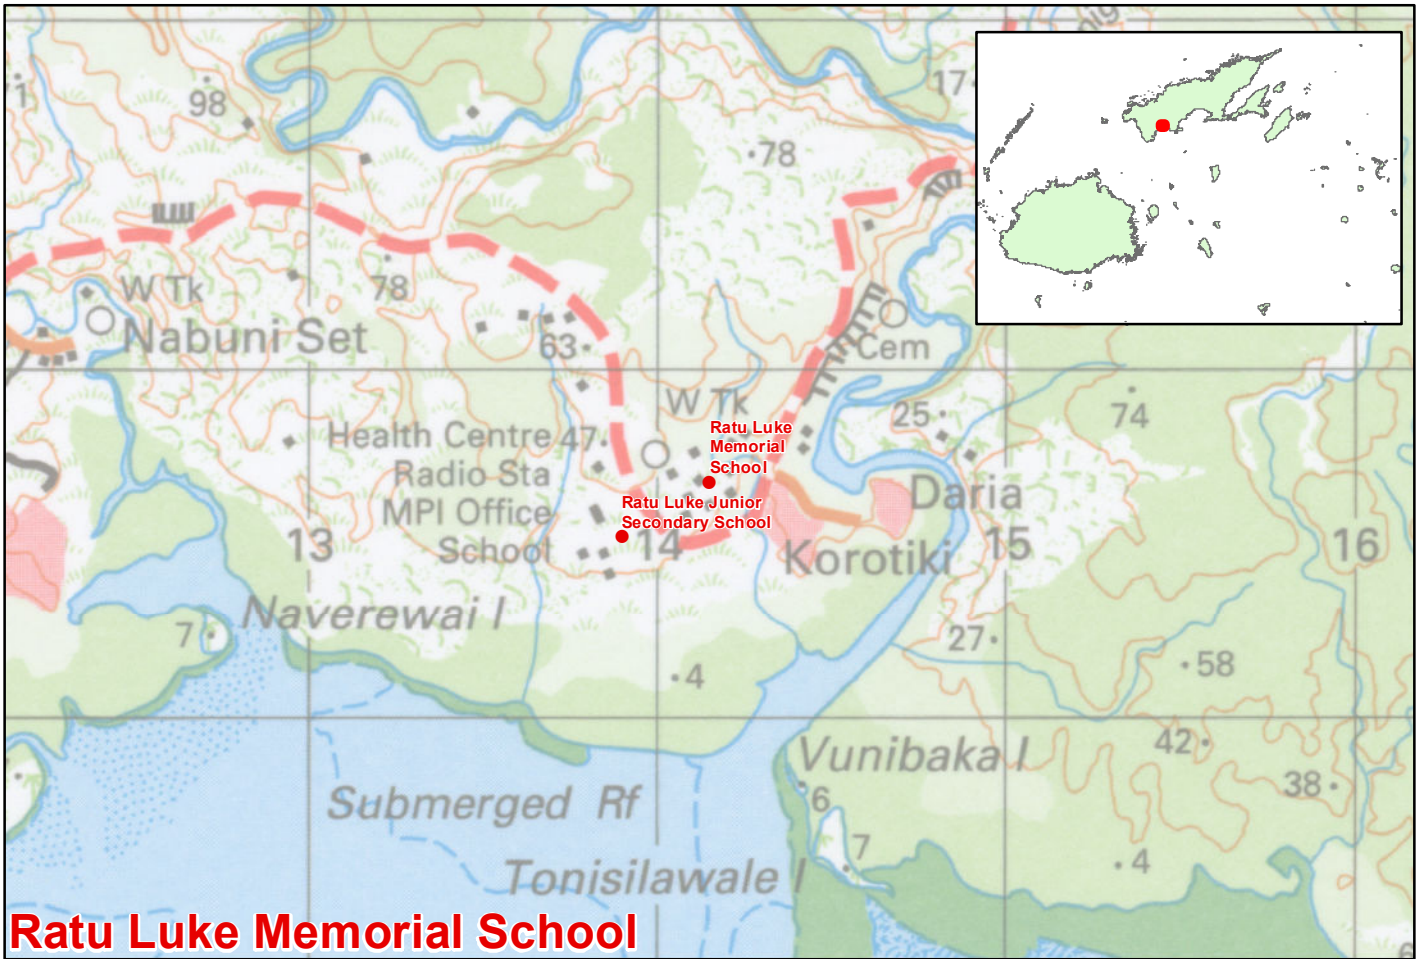 98
17
78
W Tk
78
Nabuni Set
63
Cem
W Tk
25
74
Health Centre
47
Ratu Luke
Memorial
School
Radio Sta
Daria
MPI Office
Ratu Luke Junior
Secondary School
School
13
14
Korotiki
15
16
Naverewai I
7
27
58
4
Vunibaka I
42
38
Submerged Rf
6
7
4
Tonisilawale I
Ratu Luke Memorial School